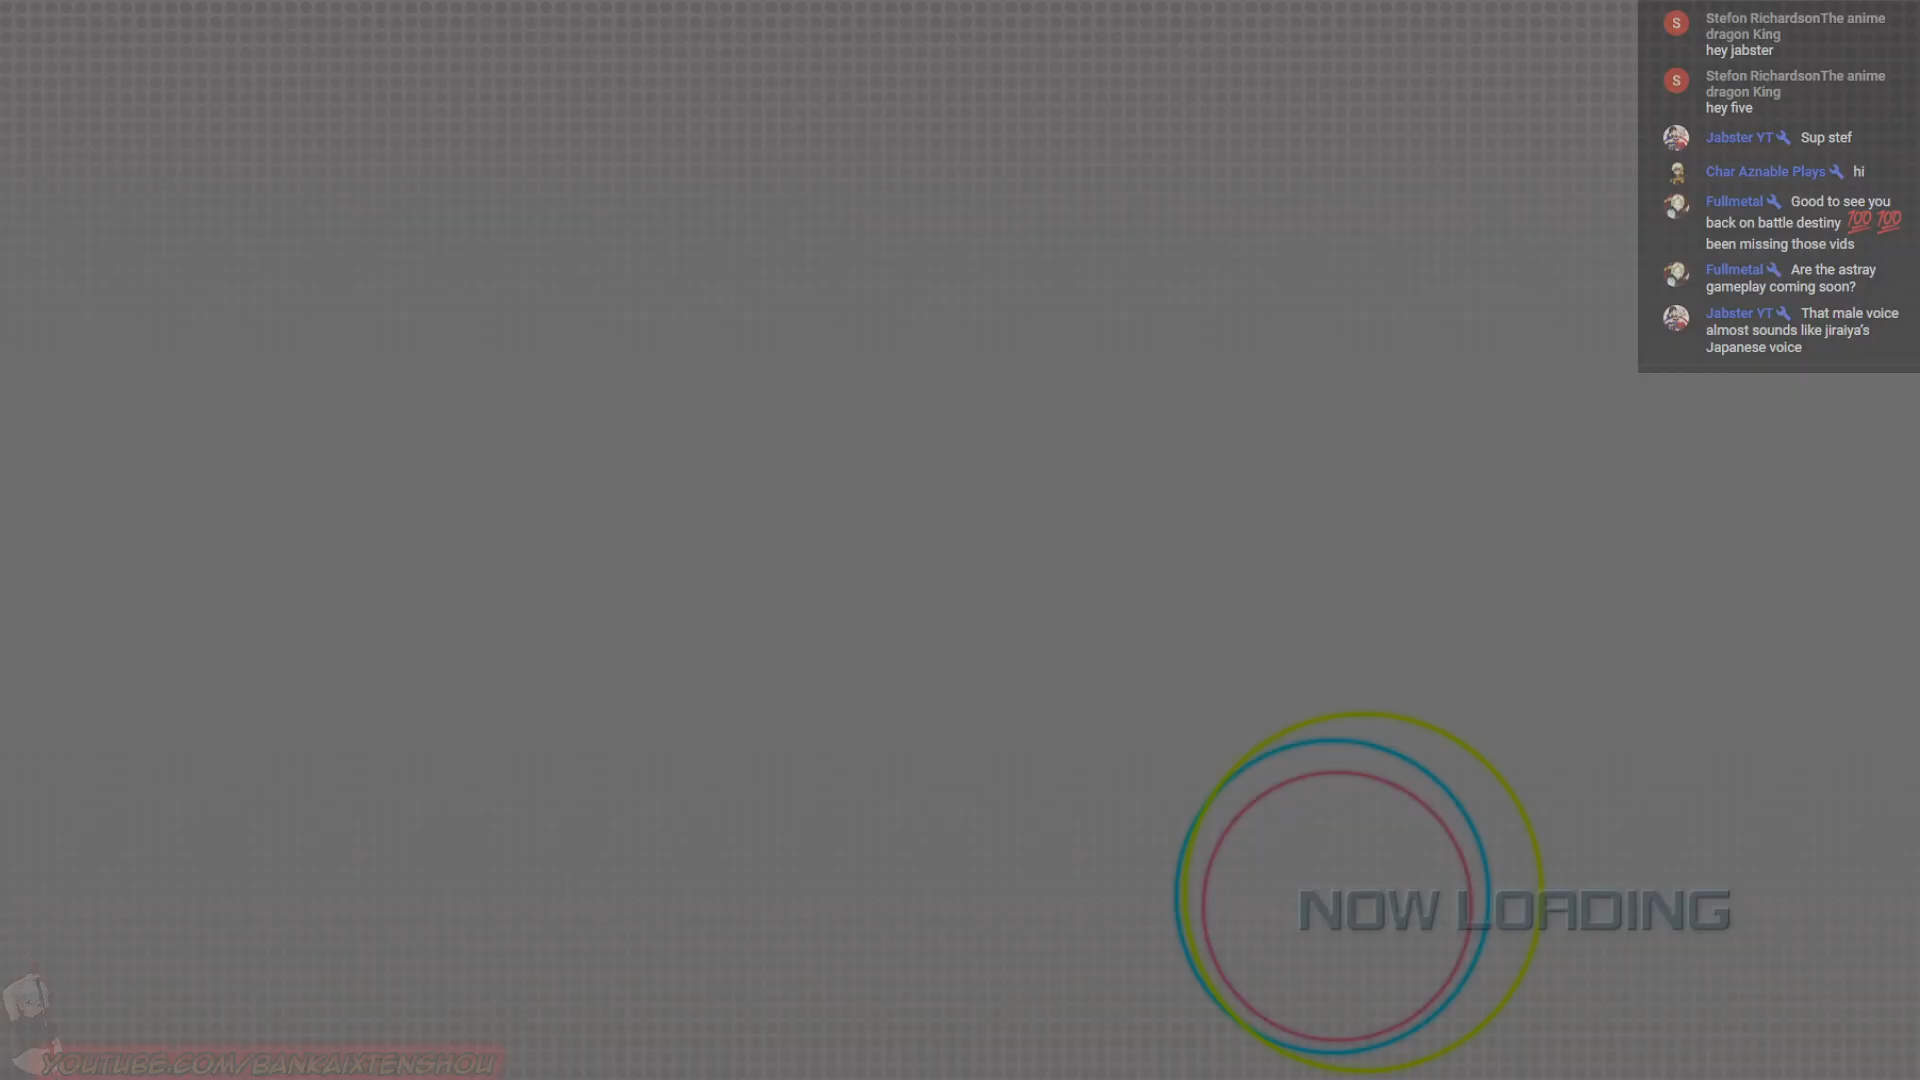 S
Stefon RichardsonThe anime
dragon King
hey jabster
S
Stefon RichardsonThe anime
dragon King
hey five
Jabster YT Sup stef
Char Aznable Plays hi
Fullmetal Good to see you
back on battle destiny 💯 💯
been missing those vids
Fullmetal Are the astray
gameplay coming soon?
Jabster YT That male voice
almost sounds like jiraiya's
Japanese voice
NOW LOADING
YOUTUBE.COM/BANKAIXTENSHOU